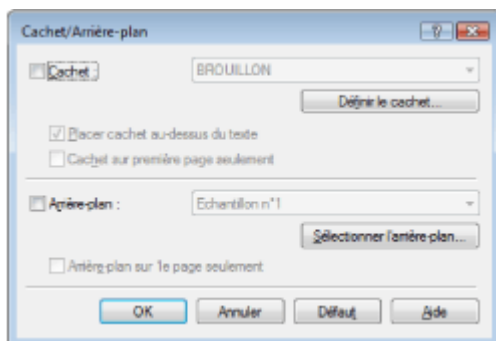 Cachet/Arrière-plan
Cachet :
BROUILLON
Définir le cachet...
Placer cachet au-dessus du texte
Cachet sur première page seulement
Arrière-plan :
Echantillon n°1
Sélectionner l'arrière-plan...
Arrière-plan sur 1e page seulement
OK Annuler Défaut Aide